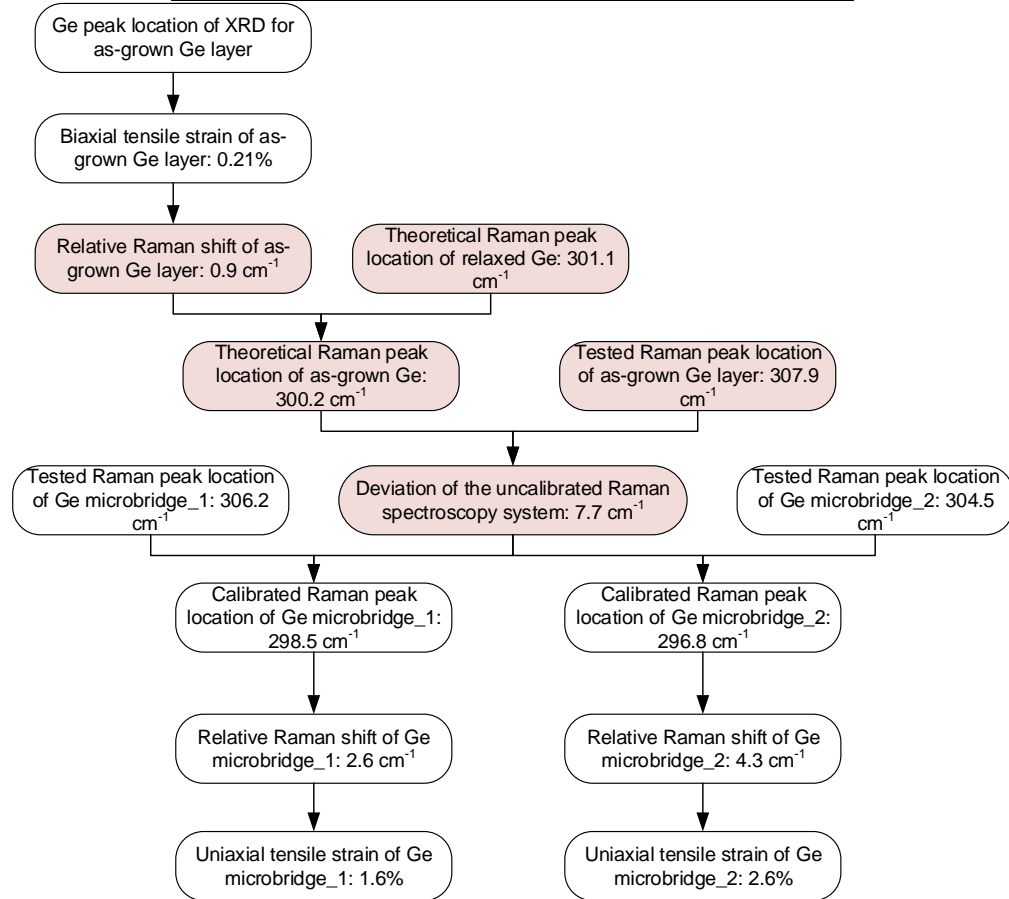 Ge peak location of XRD for
as-grown Ge layer
Biaxial tensile strain of as-
grown Ge layer: 0.21%
Relative Raman shift of as-
grown Ge layer: 0.9 cm⁻¹
Theoretical Raman peak
location of relaxed Ge: 301.1
cm⁻¹
Theoretical Raman peak
location of as-grown Ge:
300.2 cm⁻¹
Tested Raman peak location
of as-grown Ge layer: 307.9
cm⁻¹
Tested Raman peak location
of Ge microbridge_1: 306.2
cm⁻¹
Deviation of the uncalibrated Raman
spectroscopy system: 7.7 cm⁻¹
Tested Raman peak location
of Ge microbridge_2: 304.5
cm⁻¹
Calibrated Raman peak
location of Ge microbridge_1:
298.5 cm⁻¹
Calibrated Raman peak
location of Ge microbridge_2:
296.8 cm⁻¹
Relative Raman shift of Ge
microbridge_1: 2.6 cm⁻¹
Relative Raman shift of Ge
microbridge_2: 4.3 cm⁻¹
Uniaxial tensile strain of Ge
microbridge_1: 1.6%
Uniaxial tensile strain of Ge
microbridge_2: 2.6%